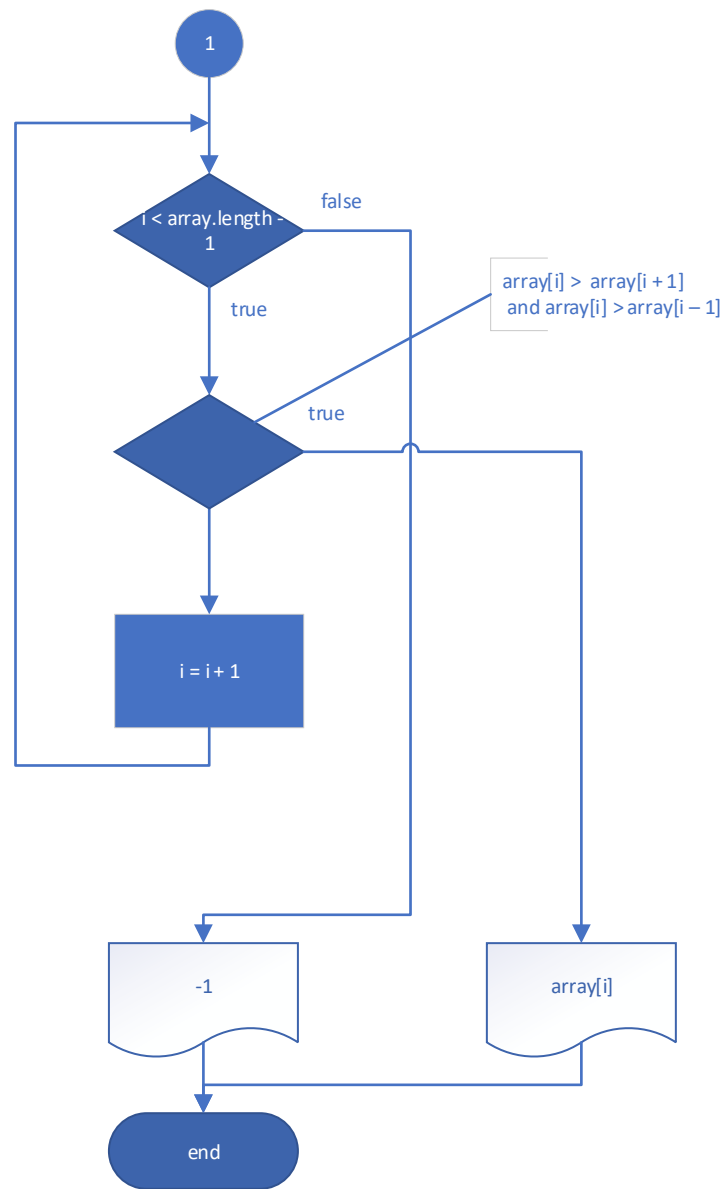 1
i < array.length -
1
false
true
array[i] > array[i + 1]
and array[i] > array[i – 1]
true
i = i + 1
-1
array[i]
end